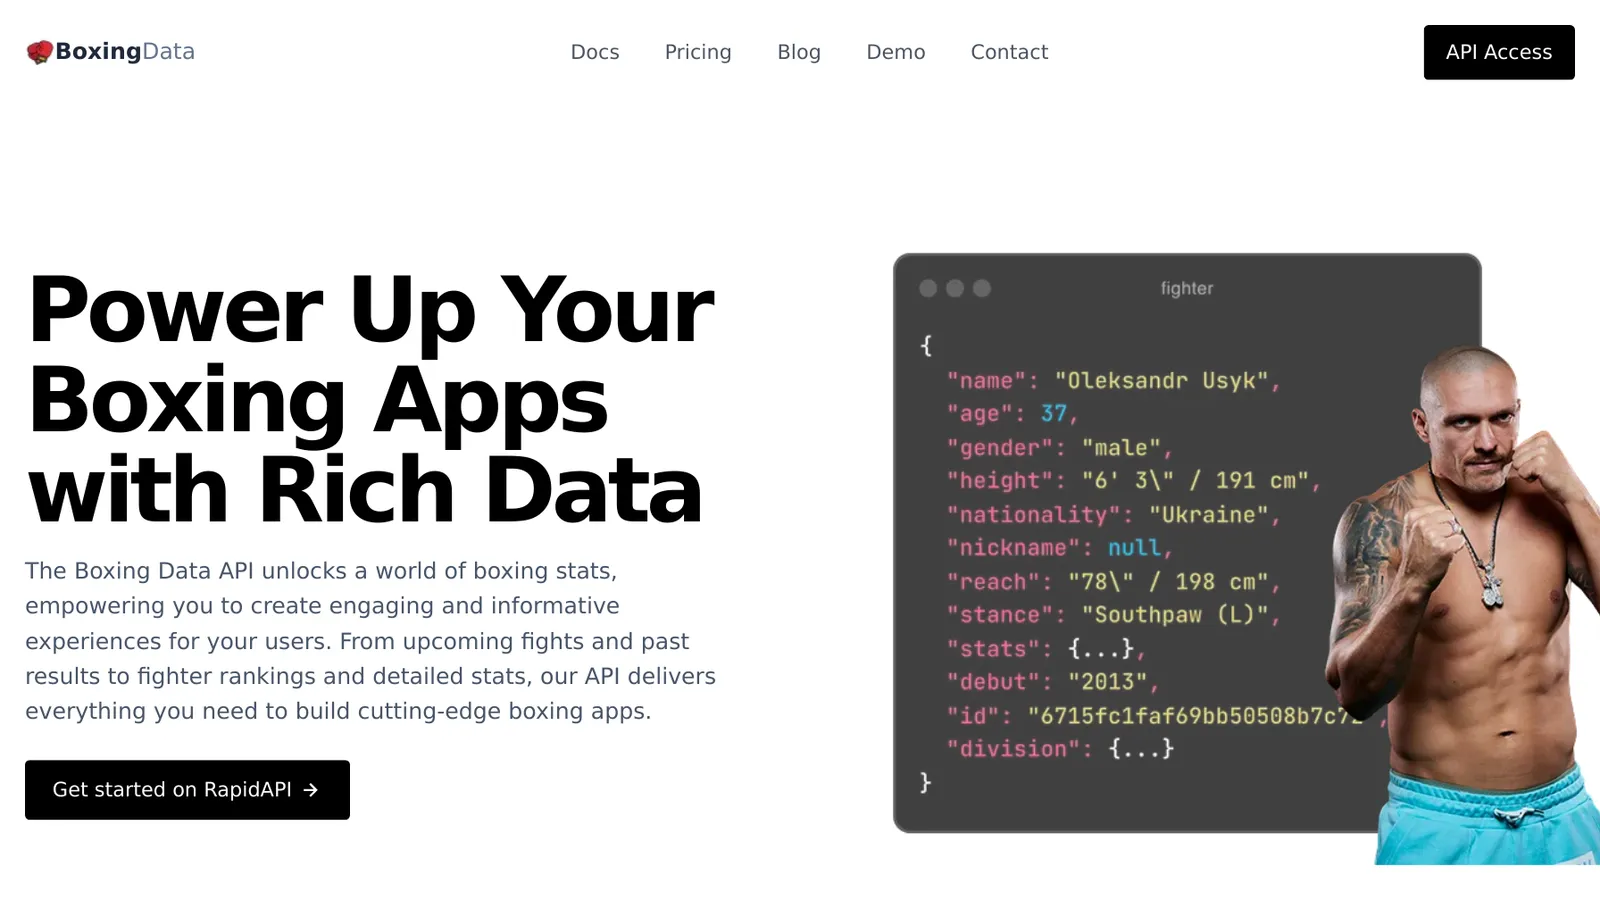 BoxingData
Docs
Pricing
Blog
Demo
Contact
API Access
Power Up Your
Boxing Apps
with Rich Data
The Boxing Data API unlocks a world of boxing stats,
empowering you to create engaging and informative
experiences for your users. From upcoming fights and past
results to fighter rankings and detailed stats, our API delivers
everything you need to build cutting-edge boxing apps.
Get started on RapidAPI →
fighter
{
"name": "Oleksandr Usyk",
"age": 37,
"gender": "male",
"height": "6' 3\" / 191 cm",
"nationality": "Ukraine",
"nickname": null,
"reach": "78\" / 198 cm",
"stance": "Southpaw (L)",
"stats": {...},
"debut": "2013",
"id":
"division": {...}
}